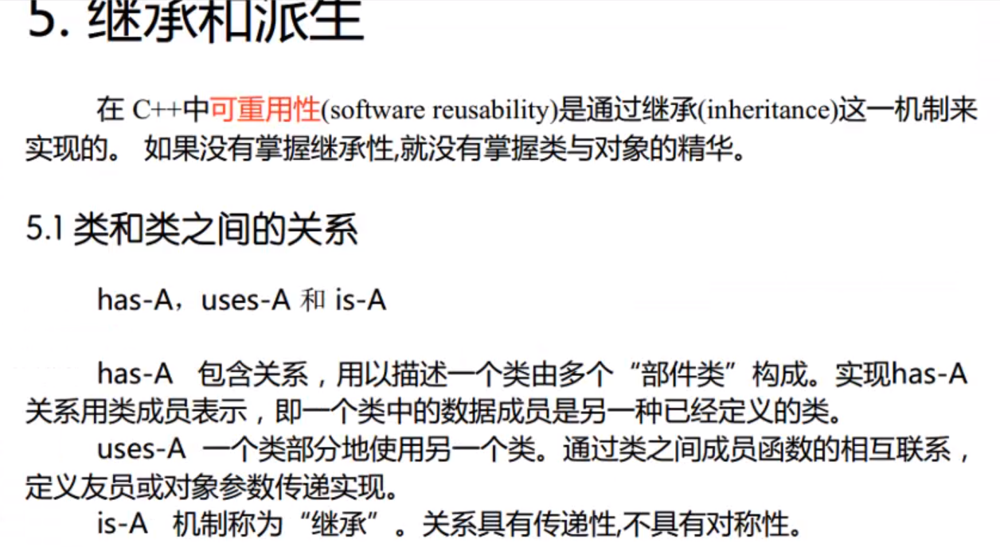 5. 继承和派生
在 C++中可重用性(software reusability)是通过继承(inheritance)这一机制来
实现的。 如果没有掌握继承性,就没有掌握类与对象的精华。
5.1 类和类之间的关系
has-A，uses-A 和 is-A
has-A 包含关系，用以描述一个类由多个“部件类”构成。实现has-A
关系用类成员表示，即一个类中的数据成员是另一种已经定义的类。
uses-A 一个类部分地使用另一个类。通过类之间成员函数的相互联系，
定义友员或对象参数传递实现。
is-A 机制称为“继承”。关系具有传递性,不具有对称性。